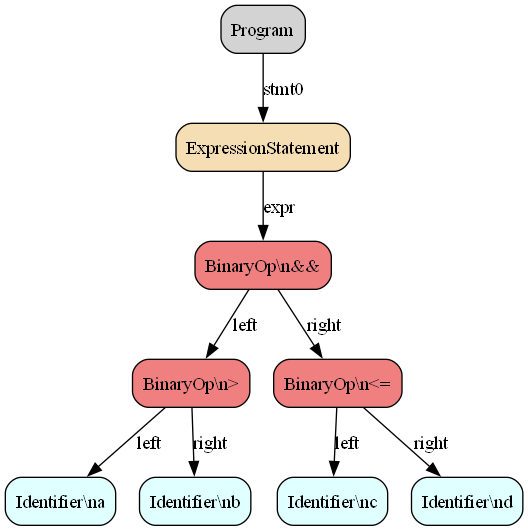 Program
stmt0
ExpressionStatement
expr
BinaryOp\n&&
left
right
BinaryOp\n>
BinaryOp\n<=
left
right
left
right
Identifier\na
Identifier\nb
Identifier\nc
Identifier\nd